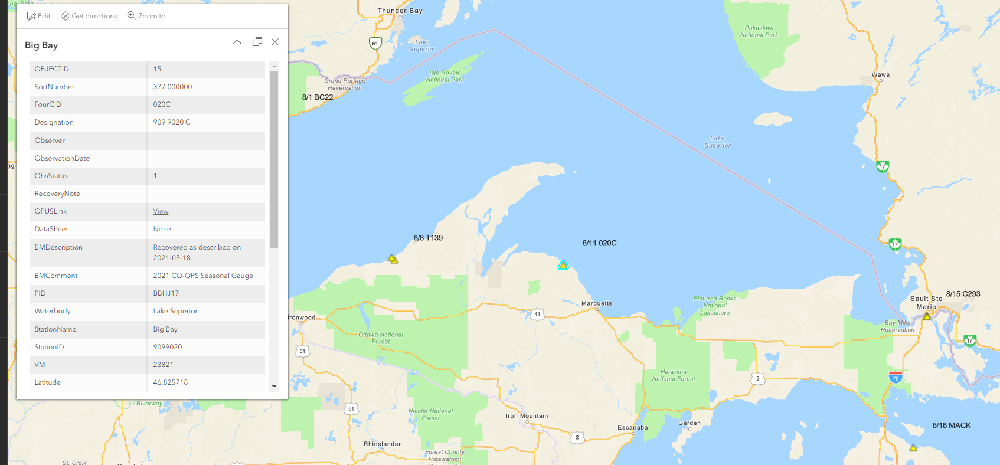 Edit Get directions Zoom to
Big Bay
OBJECTID 15
SortNumber 377.000000
FourCID 020C
Designation 909 9020 C
Observer
ObservationDate
ObsStatus 1
RecoveryNote
OPUSLink View
DataSheet None
BMDescription Recovered as described on
2021-05-18.
BMComment 2021 CO-OPS Seasonal Gauge
PID BBHJ17
Waterbody Lake Superior
StationName Big Bay
StationID 9099020
VM 23821
Latitude 46.825718
Thunder Bay
61
Lake
Superior
Pukaskwa
National Park
Isle Royale
National Park
Grand Portage
Reservation
8/1 BC22
Wawa
Lake
Superior
17
8/8 T139
8/11 020C
17
Marquette
Pictured Rocks
National
Lakeshore
8/15 C293
Sault Ste
Marie
Ironwood
41
Bay Mills
Reservation
Ottawa National
Forest
17
51
Hiawatha
National Forest
2
75
Riverway
51
Nicolet National
Forest
Iron Mountain
Escanaba
Garden
8/18 MACK
2
Rhinelander
Forest County
Potawatomi
St. Croix
ng